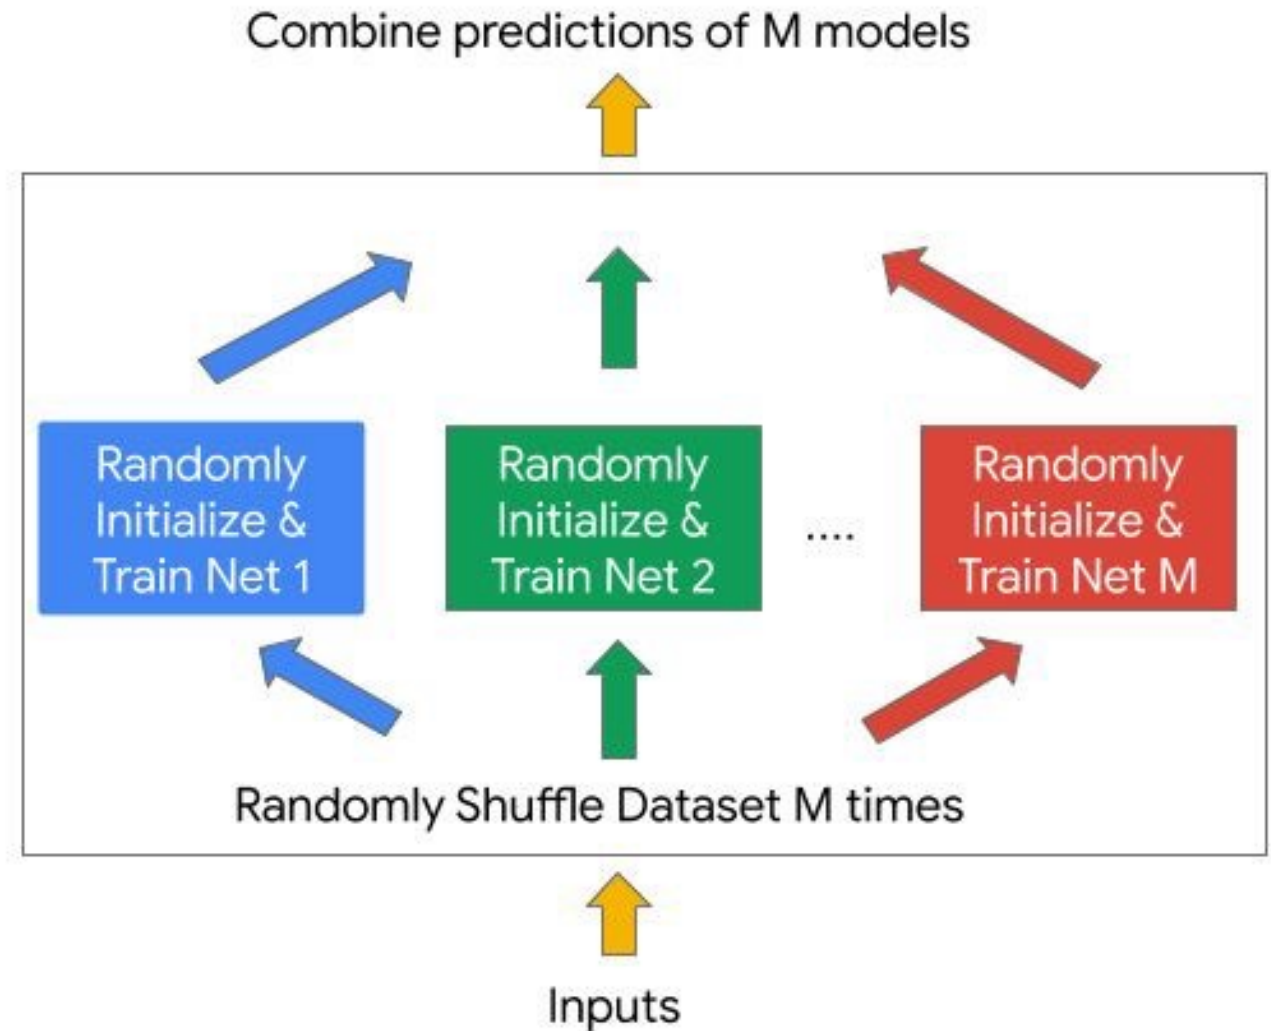 Combine predictions of M models
Randomly
Initialize &
Train Net 1
Randomly
Initialize &
Train Net 2
....
Randomly
Initialize &
Train Net M
Randomly Shuffle Dataset M times
Inputs